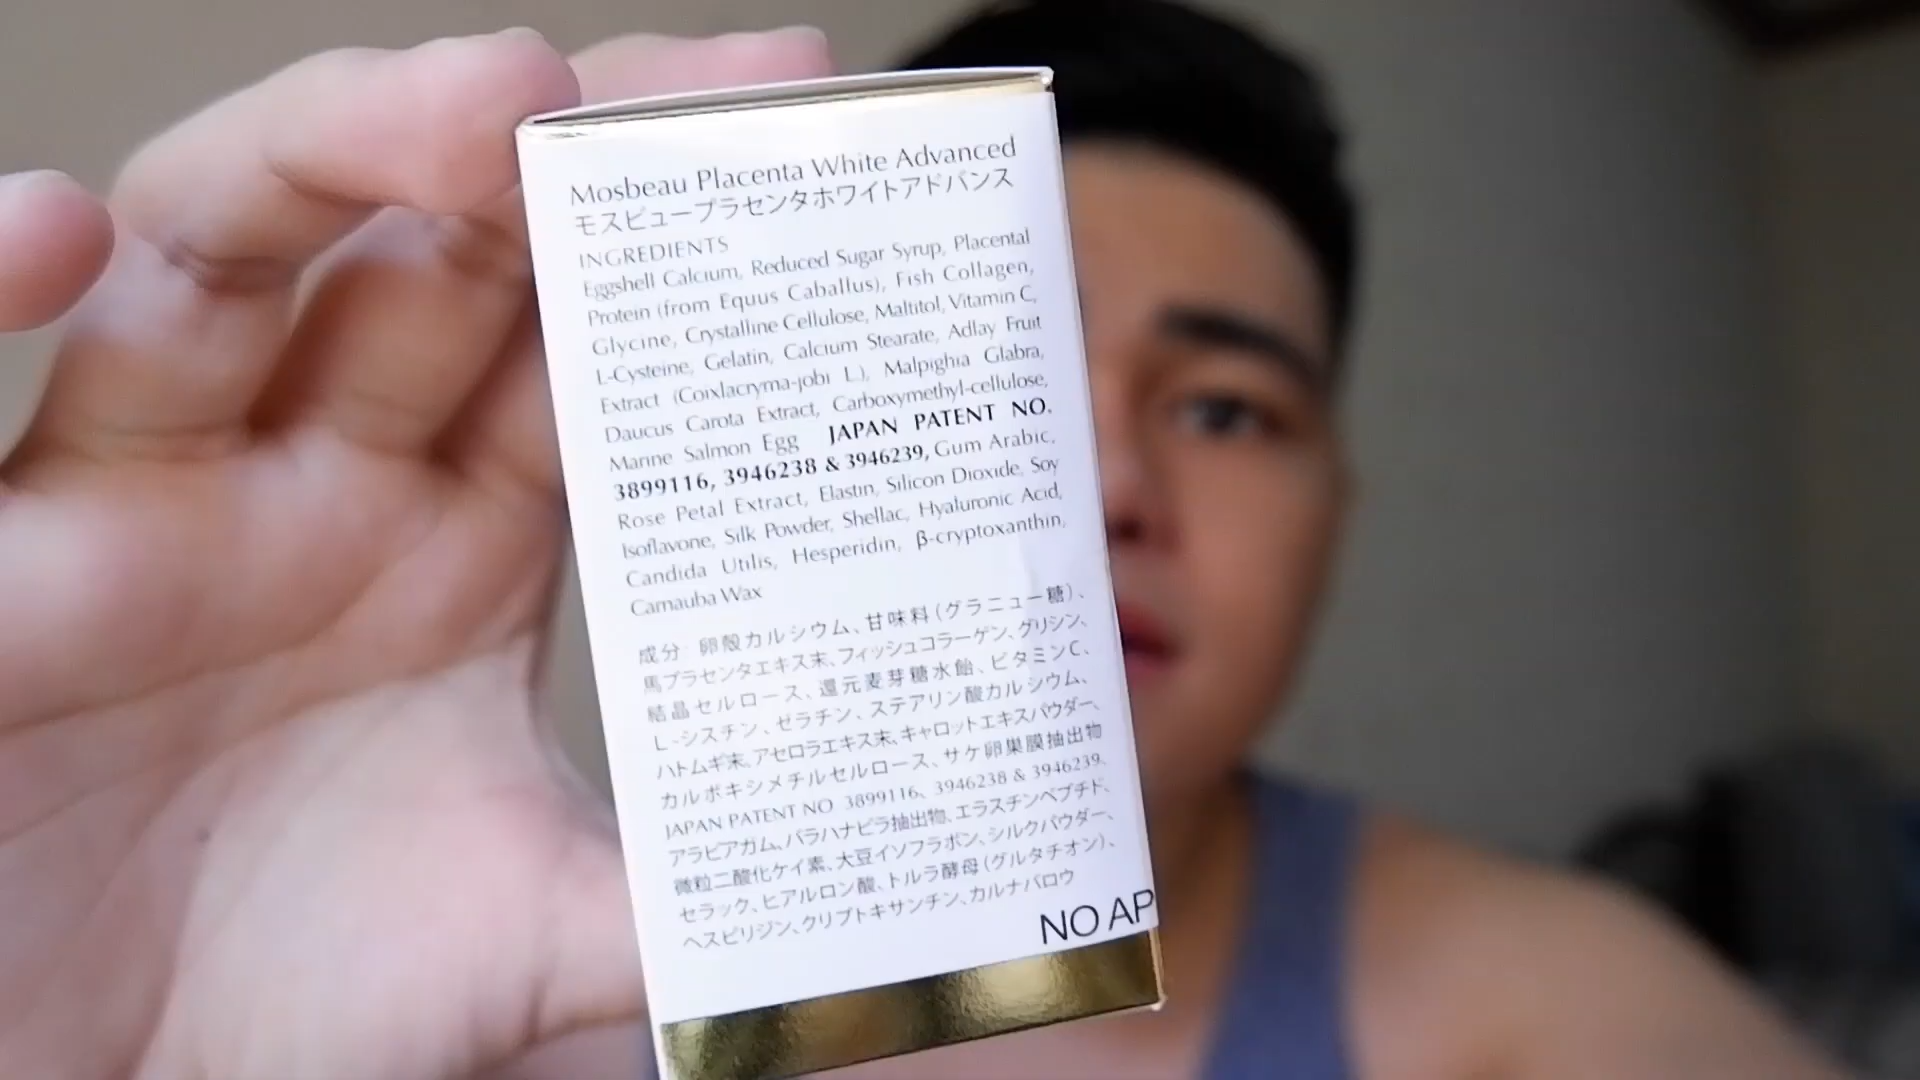 Mosbeau Placenta White Advanced
モスビュープラセンタホワイトアドバンス
INGREDIENTS
Eggshell Calcium, Reduced Sugar Syrup, Placental
Protein (from Equus Caballus), Fish Collagen,
Glycine, Crystalline Cellulose, Maltitol, Vitamin C,
L-Cysteine, Gelatin, Calcium Stearate, Adlay Fruit
Extract (Coixlacryma-jobi L.), Malpighia Glabra,
Daucus Carota Extract, Carboxymethyl-cellulose,
Marine Salmon Egg JAPAN PATENT NO.
3899116, 3946238 & 3946239, Gum Arabic,
Rose Petal Extract, Elastin, Silicon Dioxide, Soy
Isoflavone, Silk Powder, Shellac, Hyaluronic Acid,
Candida Utilis, Hesperidin, β-cryptoxanthin,
Carnauba Wax
成分 卵殻カルシウム、甘味料(グラニュー糖)、
馬プラセンタエキス末、フィッシュコラーゲン、グリシン、
結晶セルロース、還元麦芽糖水飴、ビタミンC、
L-シスチン、ゼラチン、ステアリン酸カルシウム、
ハトムギ末、アセロラエキス末、キャロットエキスパウダー、
カルボキシメチルセルロース、サケ卵巣膜抽出物
JAPAN PATENT NO 3899116、3946238 & 3946239、
アラビアガム、バラハナビラ抽出物、エラスチンペプチド、
微粒二酸化ケイ素、大豆イソフラボン、シルクパウダー、
セラック、ヒアルロン酸、トルラ酵母(グルタチオン)、
ヘスピリジン、クリプトキサンチン、カルナバロウ
NO AP